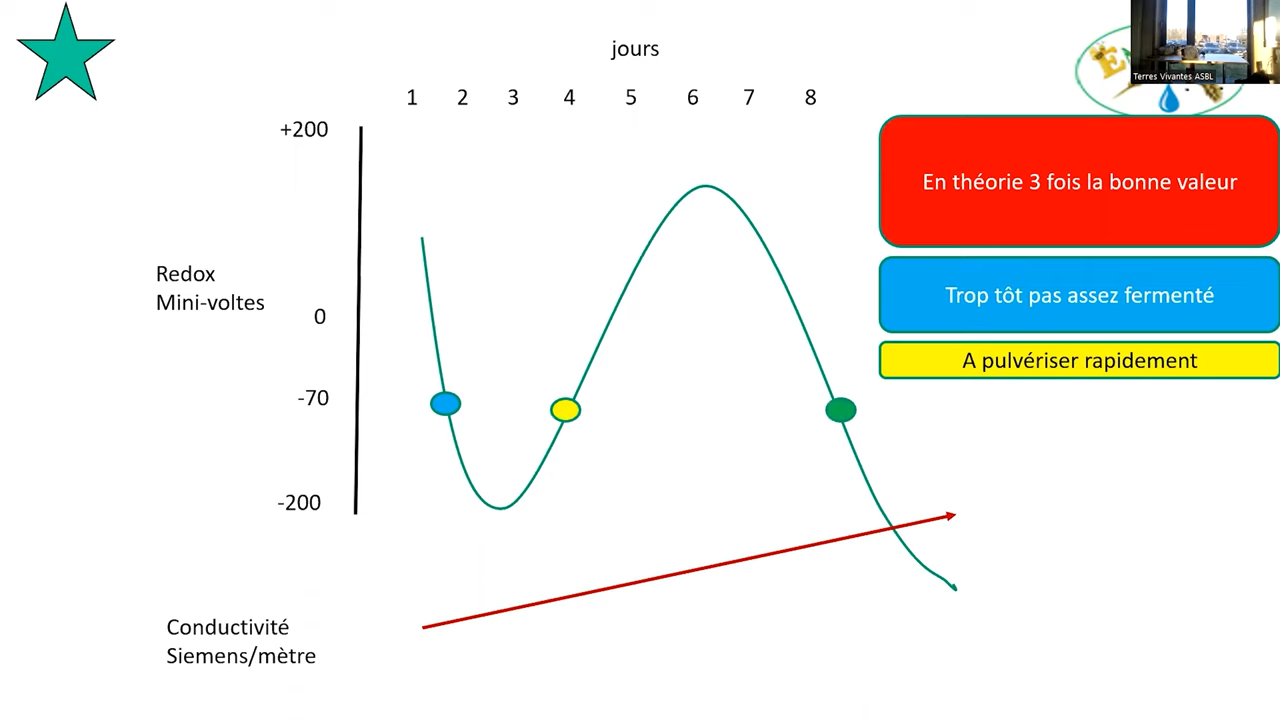 jours
1 2 3 4 5 6 7 8
+200
Redox
Mini-voltes
0
-70
-200
Conductivité
Siemens/mètre
Terres Vivantes ASBL
En théorie 3 fois la bonne valeur
Trop tôt pas assez fermenté
A pulvériser rapidement